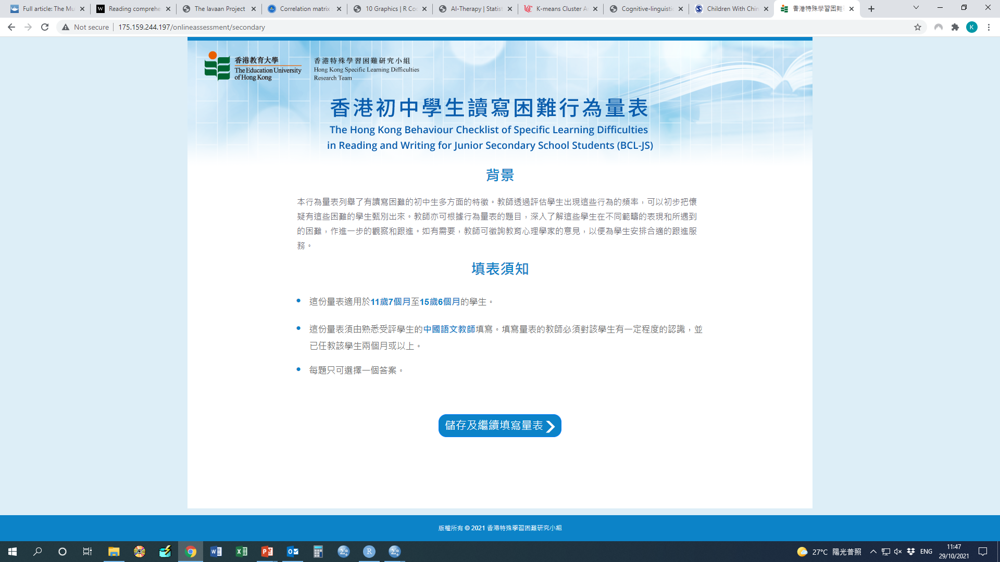 Full article: The Mu
Reading comprehe
The lavaan Project
Correlation matrix
10 Graphics | R Coo
AI-Therapy | Statist
K-means Cluster A
Cognitive-linguistic
Children With Chin
香港特殊學習困難
Not secure
175.159.244.197/onlineassessment/secondary
K
香港教育大學
The Education University
of Hong Kong
香港特殊學習困難研究小組
Hong Kong Specific Learning Difficulties
Research Team
香港初中學生讀寫困難行為量表
The Hong Kong Behaviour Checklist of Specific Learning Difficulties
in Reading and Writing for Junior Secondary School Students (BCL-JS)
背景
本行為量表列舉了有讀寫困難的初中生多方面的特徵。教師透過評估學生出現這些行為的頻率，可以初步把懷
疑有這些困難的學生甄別出來。教師亦可根據行為量表的題目，深入了解這些學生在不同範疇的表現和所遇到
的困難，作進一步的觀察和跟進。如有需要，教師可徵詢教育心理學家的意見，以便為學生安排合適的跟進服
務。
填表須知
• 這份量表適用於11歲7個月至15歲6個月的學生。
• 這份量表須由熟悉受評學生的中國語文教師填寫。填寫量表的教師必須對該學生有一定程度的認識，並
已任教該學生兩個月或以上。
• 每題只可選擇一個答案。
儲存及繼續填寫量表
版權所有 © 2021 香港特殊學習困難研究小組
27°C 陽光普照
ENG
11:47
29/10/2021